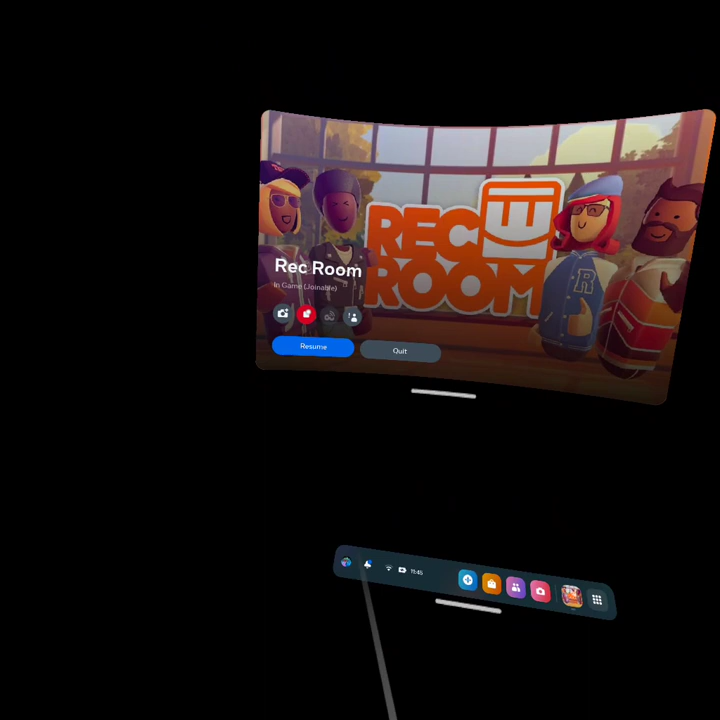 REC
ROOM
Rec Room
In Game (Joinable)
Resume
Quit
R
11:45